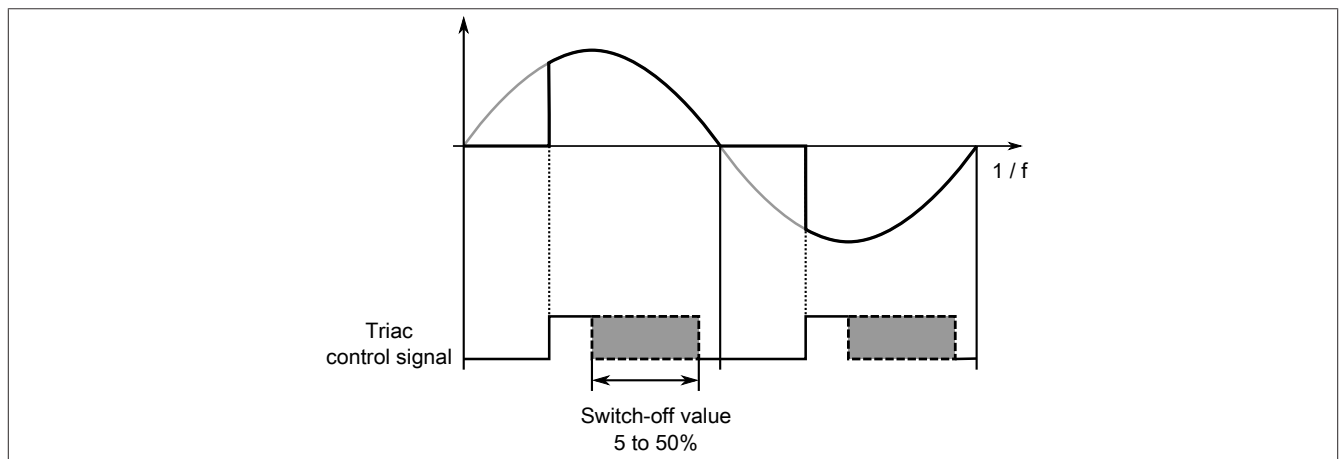 1 / f
Triac
control signal
Switch-off value
5 to 50%